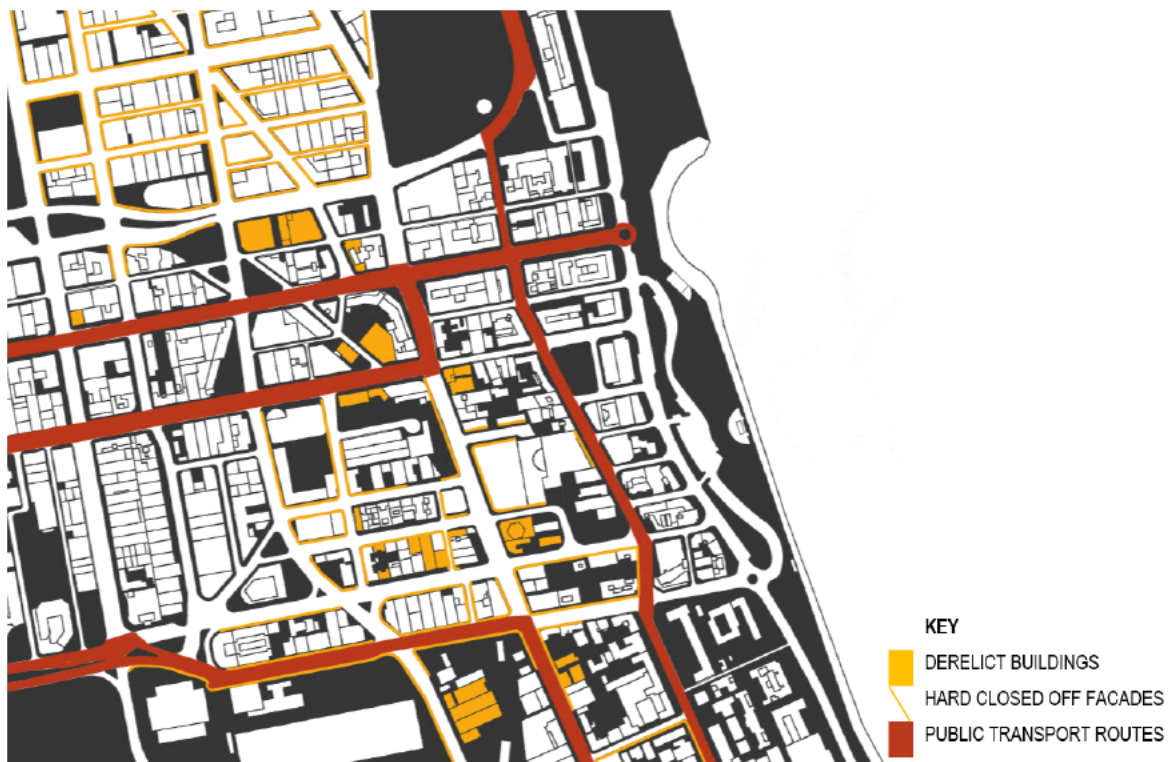 KEY
DERELICT BUILDINGS
HARD CLOSED OFF FACADES
PUBLIC TRANSPORT ROUTES